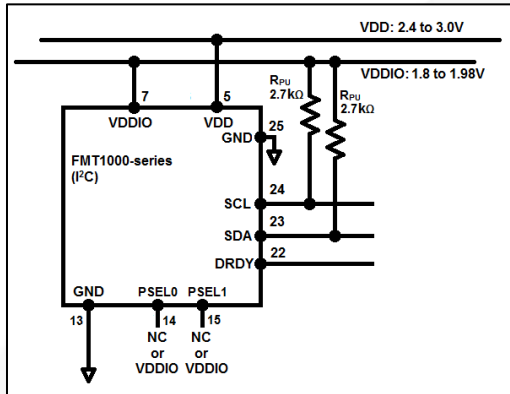 VDD: 2.4 to 3.0V
VDDIO: 1.8 to 1.98V
RPU
2.7kΩ
RPU
2.7kΩ
7
5
VDDIO
VDD
25
GND
FMT1000-series
(I²C)
24
SCL
23
SDA
22
DRDY
GND
PSEL0
PSEL1
13
14
15
NC
or
VDDIO
NC
or
VDDIO